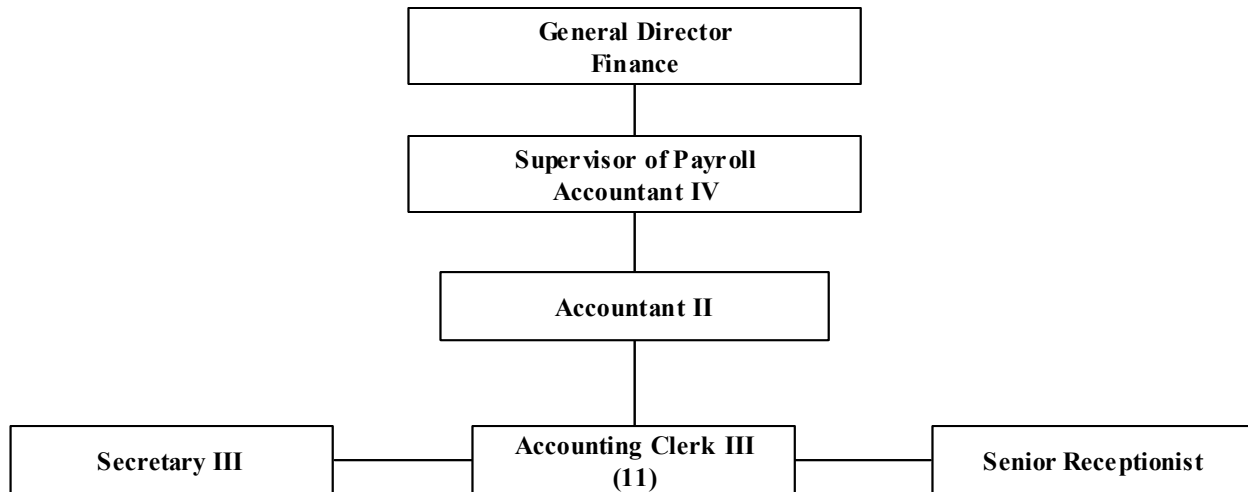 General Director
Finance
Supervisor of Payroll
Accountant IV
Accountant II
Secretary III
Accounting Clerk III
(11)
Senior Receptionist